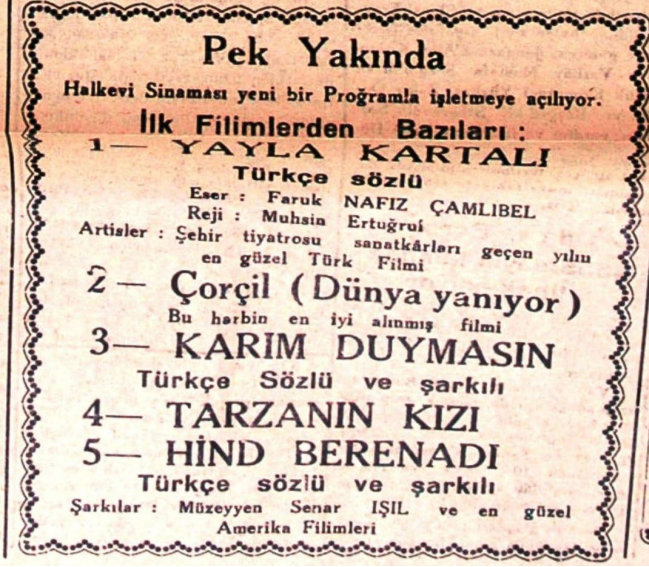 Pek Yakında
Halkevi Sinaması yeni bir Proğramla işletmeye açılıyor.
İlk Filimlerden Bazıları :
1— YAYLA KARTALI
Türkçe sözlü
Eser : Faruk NAFIZ ÇAMLIBEL
Reji : Muhsin Ertuğrul
Artisler : Şehir tiyatrosu sanatkârları geçen yılın
en güzel Türk Filmi
2— Çorçil ( Dünya yanıyor )
Bu harbin en iyi alınmış filmi
3— KARIM DUYMASIN
Türkçe Sözlü ve şarkılı
4— TARZANIN KIZI
5— HİND BERENADI
Türkçe sözlü ve şarkılı
Şarkılar : Müzeyyen Senar IŞIL ve en güzel
Amerika Filimleri